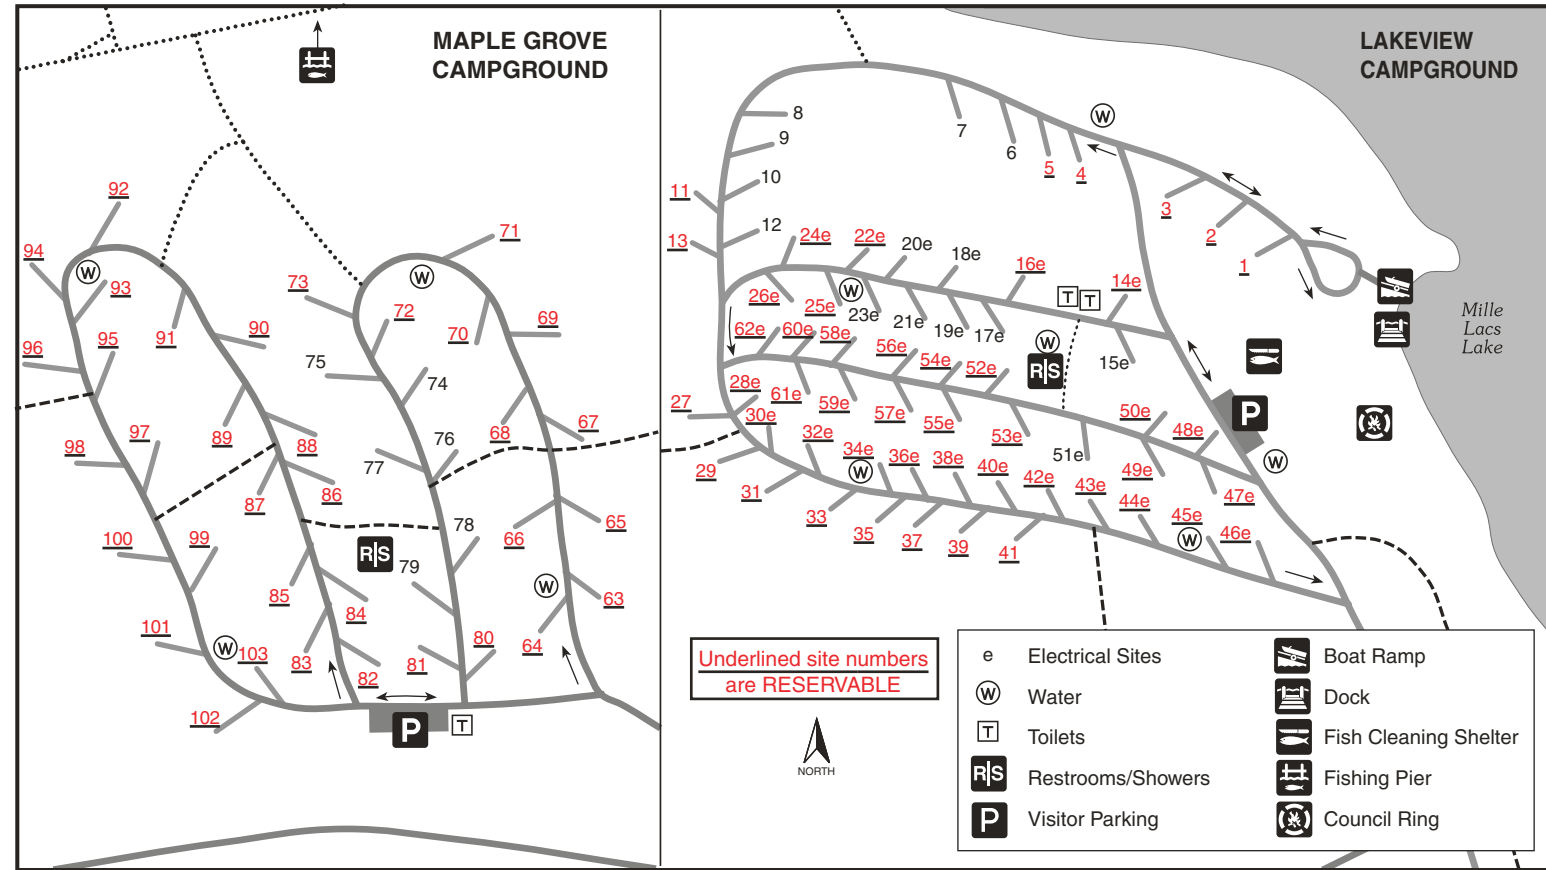 MAPLE GROVE
CAMPGROUND
92
94
W
93
95
96
91
90
73
72
W
71
70
69
75
74
76
77
68
67
97
98
89
88
87
86
78
79
R|S
66
65
100
99
85
84
W
63
64
101
W
103
83
82
81
80
102
P
T
LAKEVIEW
CAMPGROUND
8
9
10
11
12
13
7
6
5
4
W
3
2
1
24e
22e
20e
18e
16e
14e
T
T
26e
25e
W
23e
21e
19e
17e
15e
W
R|S
62e
60e
58e
56e
54e
52e
28e
61e
59e
57e
55e
53e
51e
50e
48e
49e
47e
P
W
27
30e
32e
34e
W
36e
38e
40e
42e
43e
44e
45e
W
46e
29
31
33
35
37
39
41
Mille
Lacs
Lake
Underlined site numbers
are RESERVABLE
NORTH
e Electrical Sites
W Water
T Toilets
R|S Restrooms/Showers
P Visitor Parking
Boat Ramp
Dock
Fish Cleaning Shelter
Fishing Pier
Council Ring